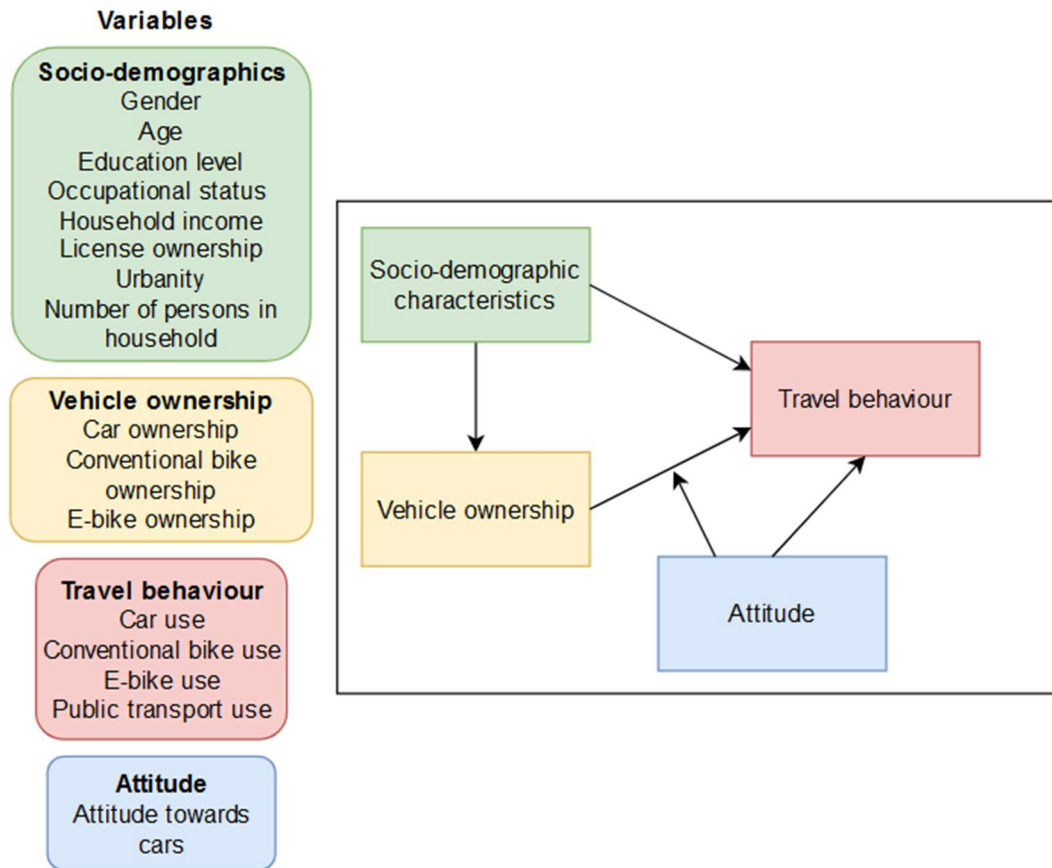 Variables
Socio-demographics
Gender
Age
Education level
Occupational status
Household income
License ownership
Urbanity
Number of persons in
household
Vehicle ownership
Car ownership
Conventional bike
ownership
E-bike ownership
Travel behaviour
Car use
Conventional bike use
E-bike use
Public transport use
Attitude
Attitude towards
cars
Socio-demographic
characteristics
Travel behaviour
Vehicle ownership
Attitude